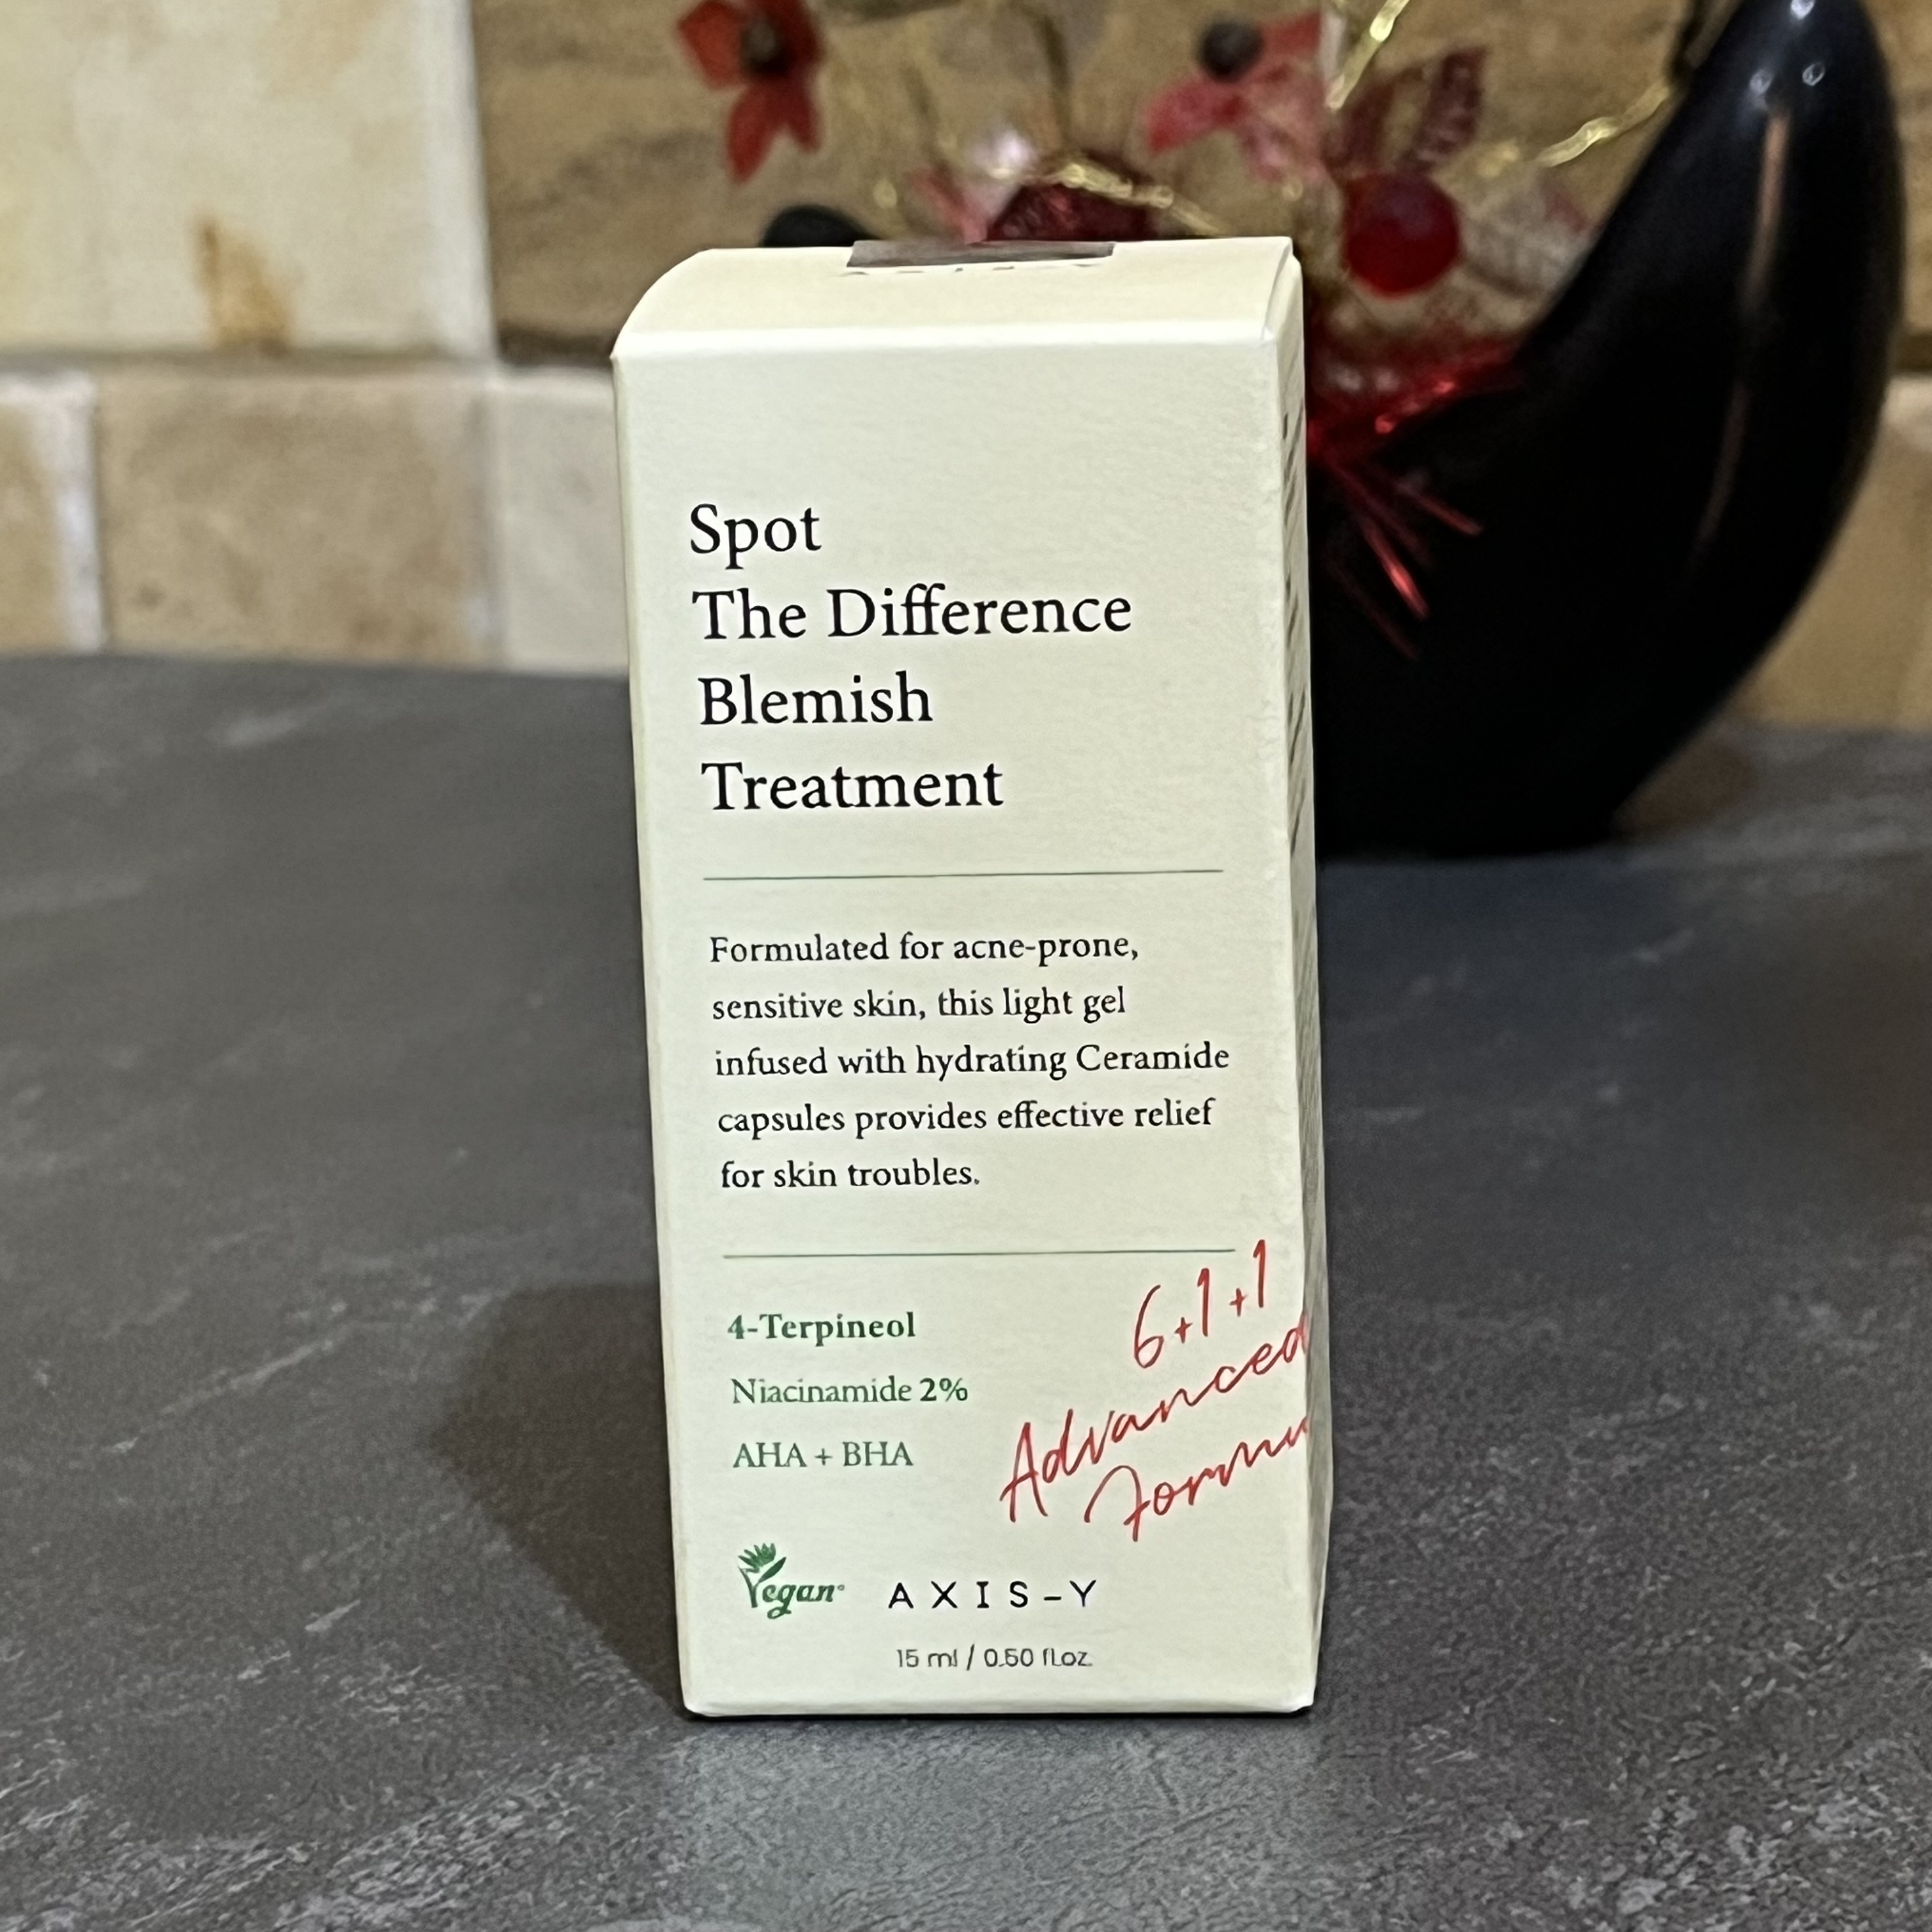 Spot
The Difference
Blemish
Treatment
Formulated for acne-prone,
sensitive skin, this light gel
infused with hydrating Ceramide
capsules provides effective relief
for skin troubles.
6+1+1
Advanced
Formu
4-Terpineol
Niacinamide 2%
AHA + BHA
Vegan
AXIS-Y
15 ml / 0.50 fl.oz.